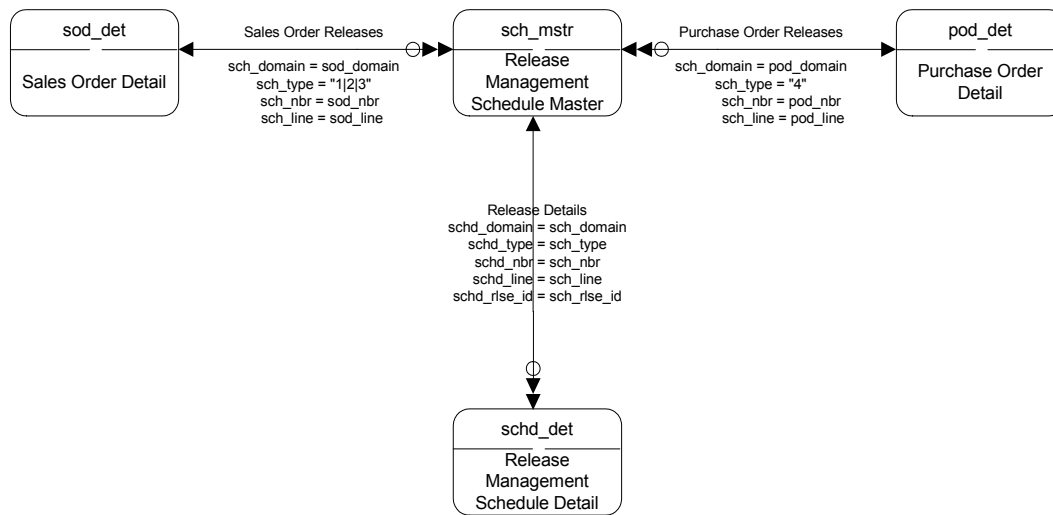 sod_det
Sales Order Detail
Sales Order Releases
sch_domain = sod_domain
sch_type = "1|2|3"
sch_nbr = sod_nbr
sch_line = sod_line
sch_mstr
Release
Management
Schedule Master
Purchase Order Releases
sch_domain = pod_domain
sch_type = "4"
sch_nbr = pod_nbr
sch_line = pod_line
pod_det
Purchase Order
Detail
Release Details
schd_domain = sch_domain
schd_type = sch_type
schd_nbr = sch_nbr
schd_line = sch_line
schd_rlse_id = sch_rlse_id
schd_det
Release
Management
Schedule Detail